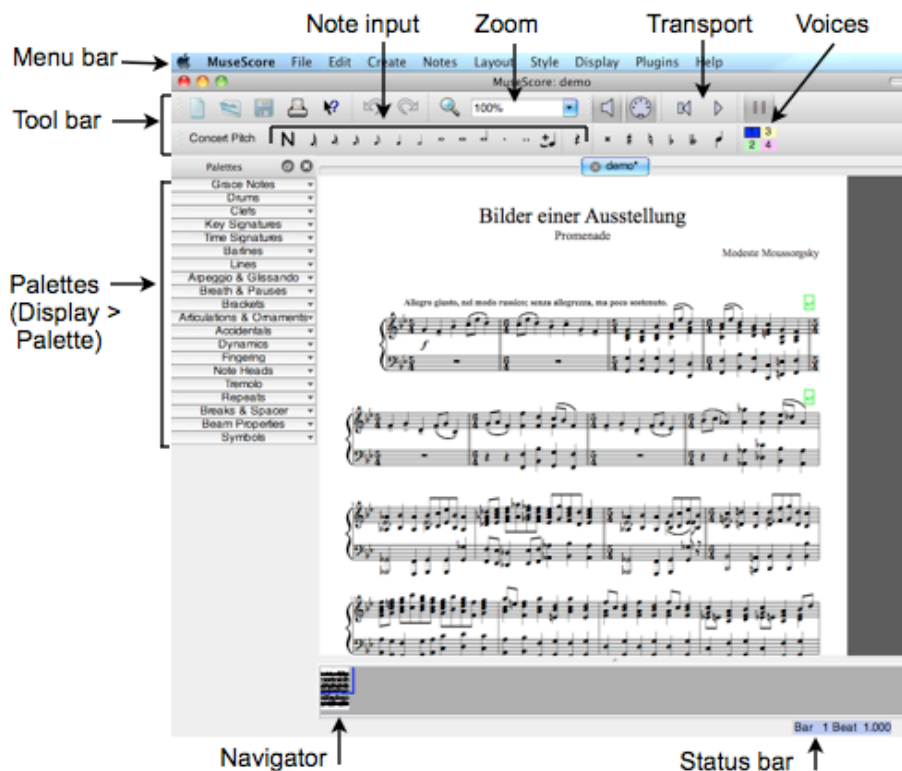 Note input Zoom Transport Voices
Menu bar
MuseScore File Edit Create Notes Layout Style Display Plugins Help
MuseScore: demo
100%
Tool bar
Concert Pitch N 1 3
2 4
Palettes demo*
Grace Notes
Drums
Clefs
Key Signatures
Time Signatures
Barlines
Lines
Arpeggio & Glissando
Breath & Pauses
Brackets
Articulations & Ornaments
Accidentals
Dynamics
Fingering
Note Heads
Tremolo
Repeats
Breaks & Spacer
Beam Properties
Symbols
Palettes
(Display >
Palette)
Bilder einer Ausstellung
Promenade
Modeste Moussorgsky
Allegro giusto, nel modo russico; senza allegrezza, ma poco sostenuto.
f
Bar 1 Beat 1.000
Navigator Status bar